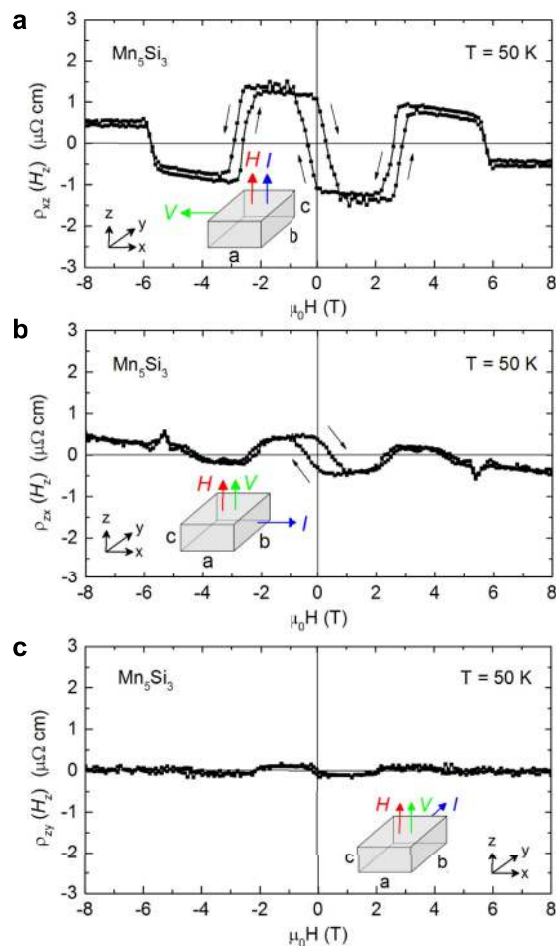 a
Mn₅Si₃
T = 50 K
ρxz (Hz) (μΩ cm)
3
2
1
0
-1
-2
-3
H
I
V
c
b
a
z
y
x
-8
-6
-4
-2
0
2
4
6
8
μ₀H (T)
b
Mn₅Si₃
T = 50 K
ρzx (Hz) (μΩ cm)
3
2
1
0
-1
-2
-3
H
V
I
c
b
a
z
y
x
-8
-6
-4
-2
0
2
4
6
8
μ₀H (T)
c
Mn₅Si₃
T = 50 K
ρzy (Hz) (μΩ cm)
3
2
1
0
-1
-2
-3
H
V
I
c
b
a
z
y
x
-8
-6
-4
-2
0
2
4
6
8
μ₀H (T)